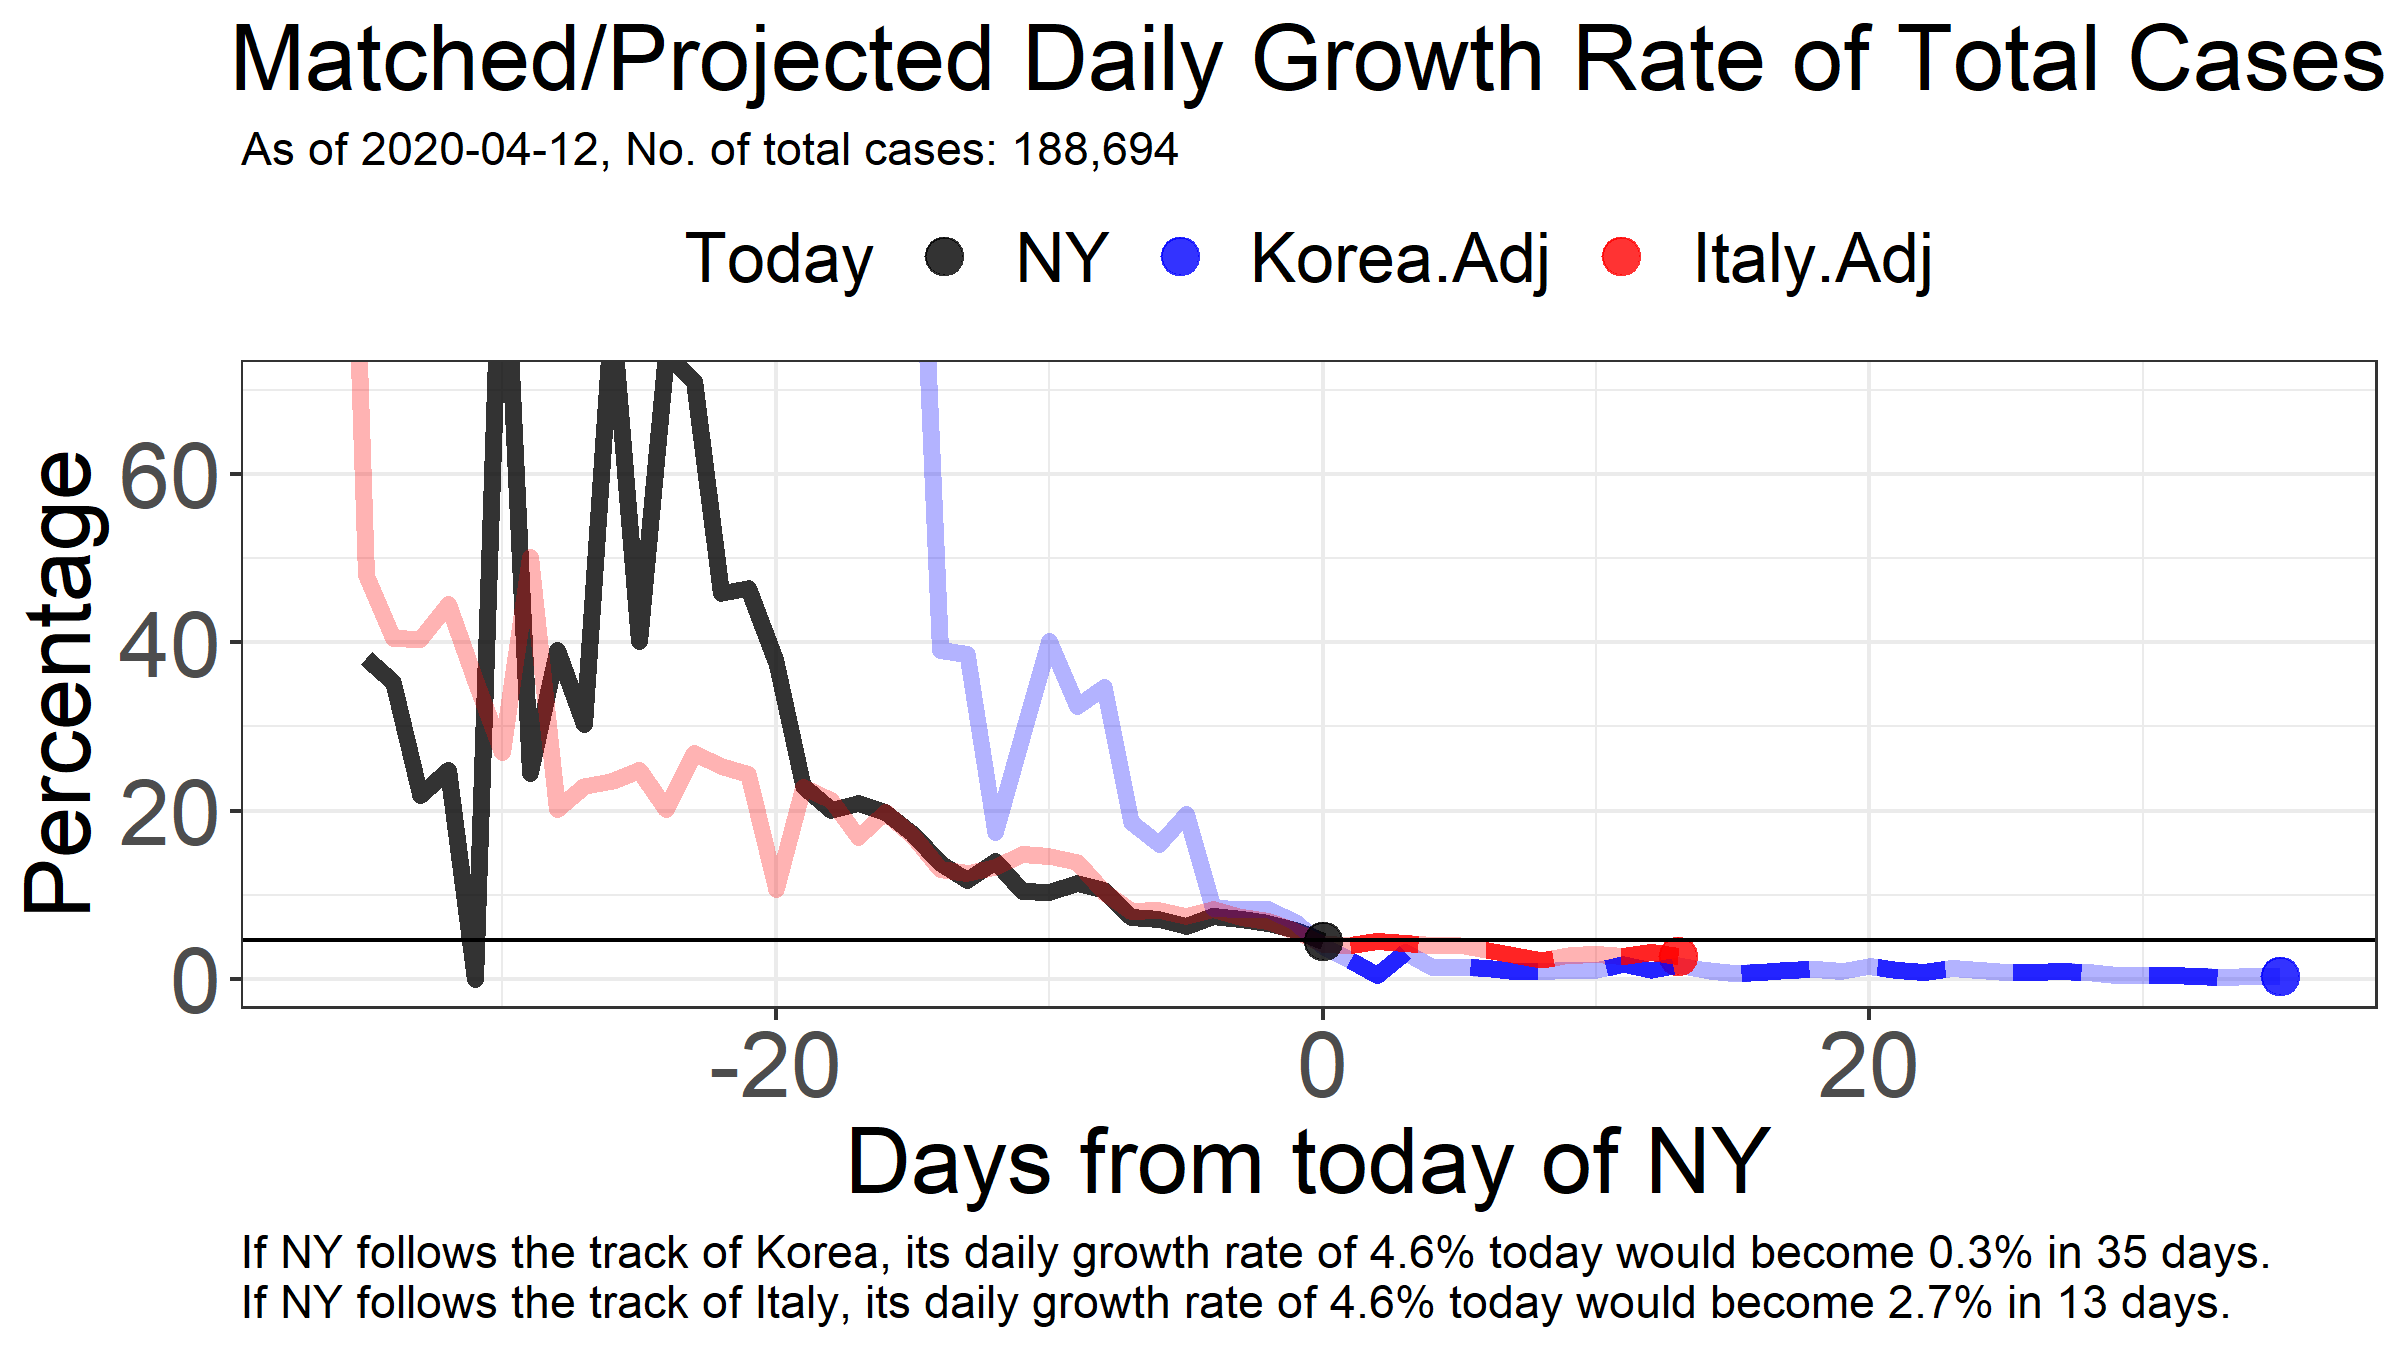 Matched/Projected Daily Growth Rate of Total Cases
As of 2020-04-12, No. of total cases: 188,694
Today NY Korea.Adj Italy.Adj
Percentage
60
40
20
0
-20 0 20
Days from today of NY
If NY follows the track of Korea, its daily growth rate of 4.6% today would become 0.3% in 35 days.
If NY follows the track of Italy, its daily growth rate of 4.6% today would become 2.7% in 13 days.